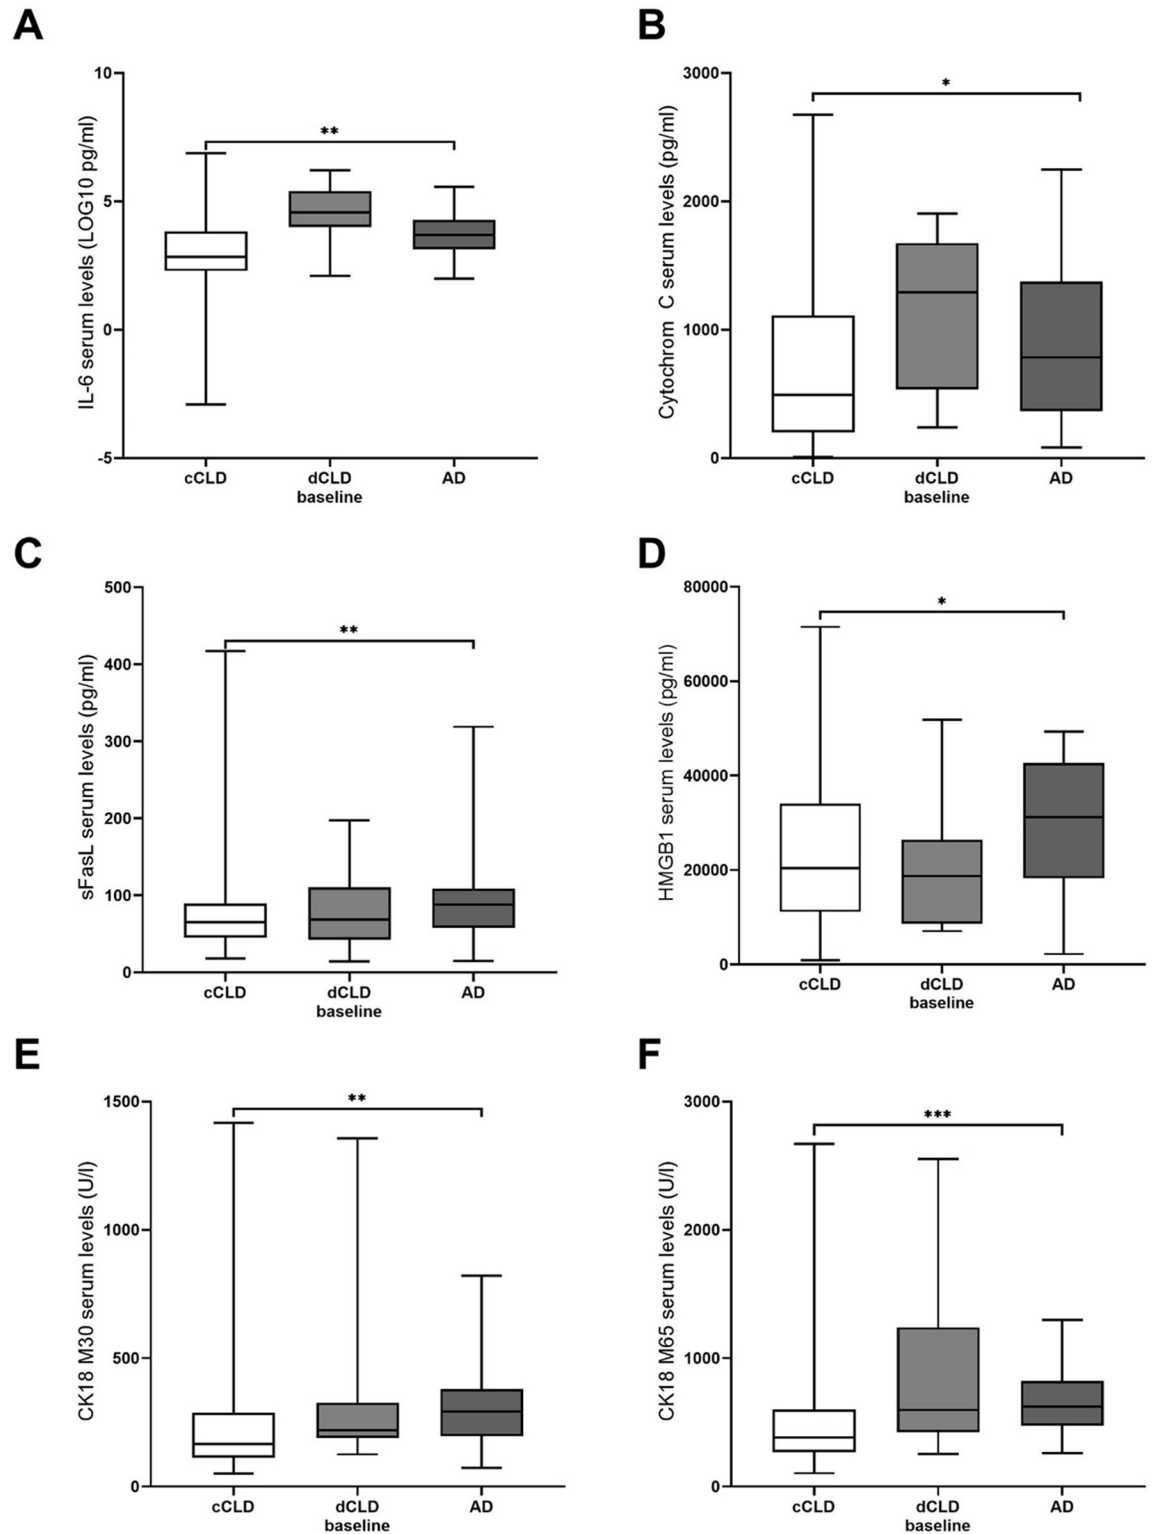 A
IL-6 serum levels (LOG10 pg/ml)
10
5
0
-5
**
cCLD
dCLD
baseline
AD
B
Cytochrom C serum levels (pg/ml)
3000
2000
1000
0
*
cCLD
dCLD
baseline
AD
C
sFasL serum levels (pg/ml)
500
400
300
200
100
0
**
cCLD
dCLD
baseline
AD
D
HMGB1 serum levels (pg/ml)
80000
60000
40000
20000
0
*
cCLD
dCLD
baseline
AD
E
CK18 M30 serum levels (U/l)
1500
1000
500
0
**
cCLD
dCLD
baseline
AD
F
CK18 M65 serum levels (U/l)
3000
2000
1000
0
***
cCLD
dCLD
baseline
AD